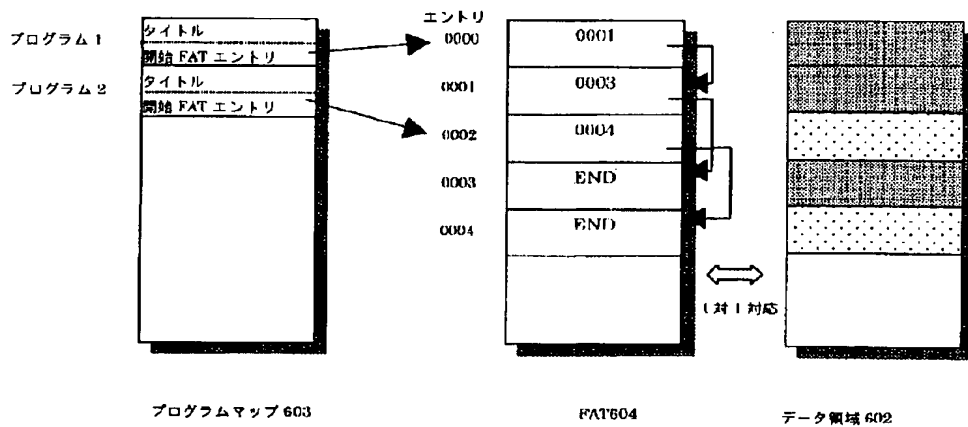 プログラム1
タイトル
開始 FAT エントリ
プログラム2
タイトル
開始 FAT エントリ
エントリ
0000
0001
0002
0003
0004
0001
0003
0004
END
END
1対1対応
プログラムマップ 603
FAT604
データ領域 602